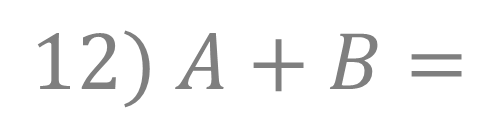 12) A + B =